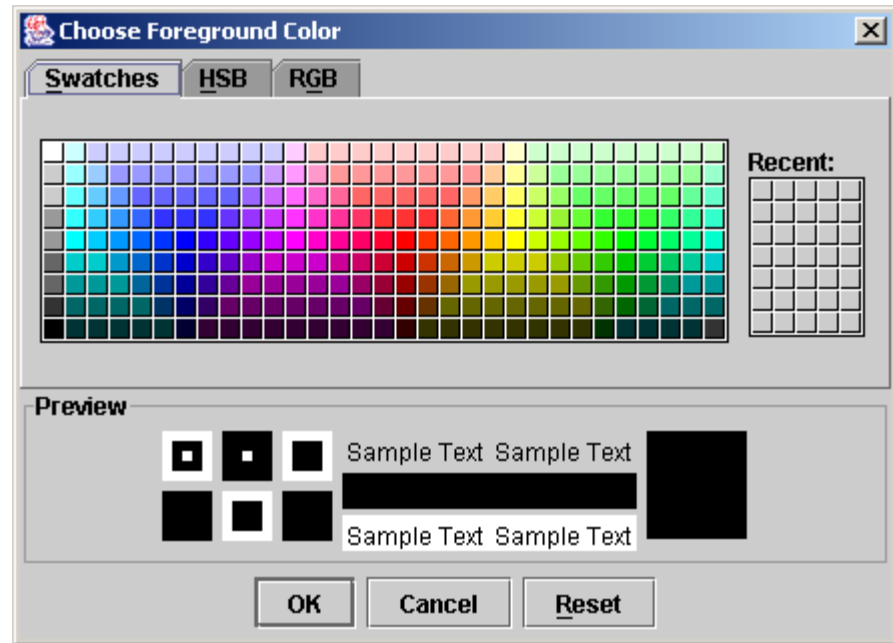 Choose Foreground Color
Swatches HSB RGB
Recent:
Preview
Sample Text Sample Text
Sample Text Sample Text
OK Cancel Reset